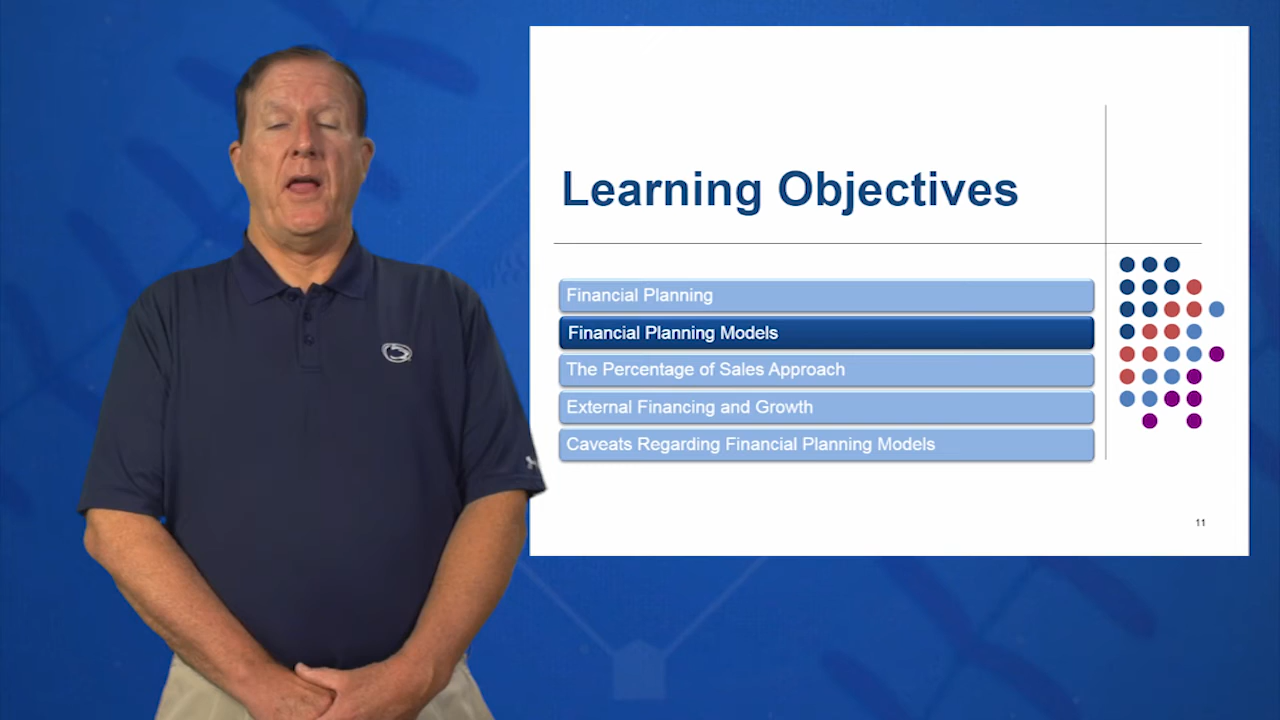 Learning Objectives
Financial Planning
Financial Planning Models
The Percentage of Sales Approach
External Financing and Growth
Caveats Regarding Financial Planning Models
11